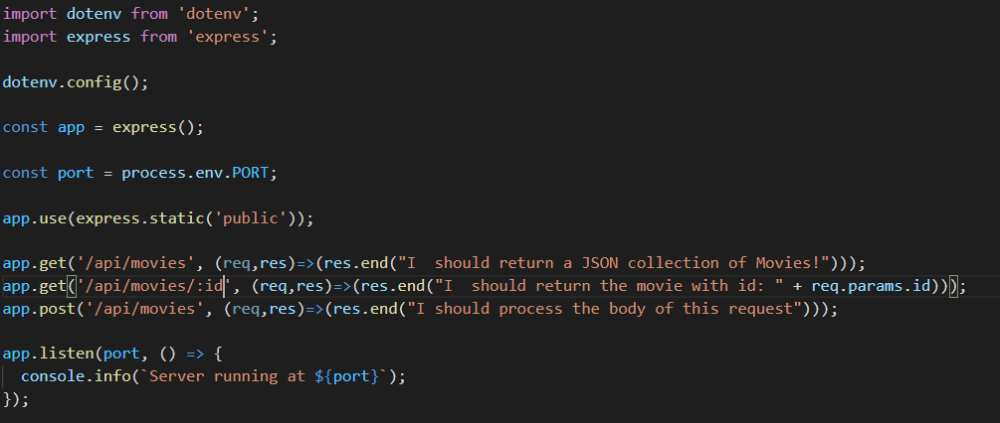 import dotenv from 'dotenv';
import express from 'express';
dotenv.config();
const app = express();
const port = process.env.PORT;
app.use(express.static('public'));
app.get('/api/movies', (req,res)=>(res.end("I  should return a JSON collection of Movies!")));
app.get('/api/movies/:id', (req,res)=>(res.end("I  should return the movie with id: " + req.params.id)));
app.post('/api/movies', (req,res)=>(res.end("I should process the body of this request")));
app.listen(port, () => {
  console.info(`Server running at ${port}`);
});